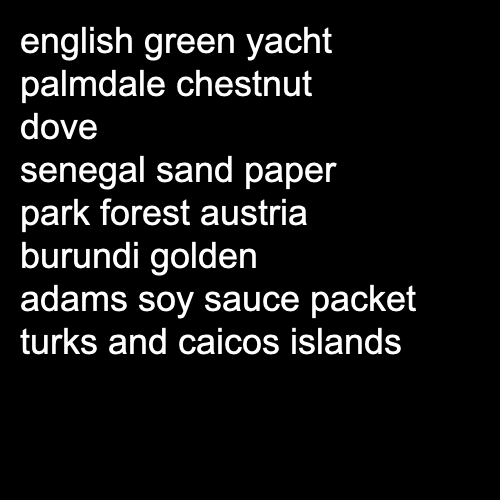 english green yacht
palmdale chestnut
dove
senegal sand paper
park forest austria
burundi golden
adams soy sauce packet
turks and caicos islands